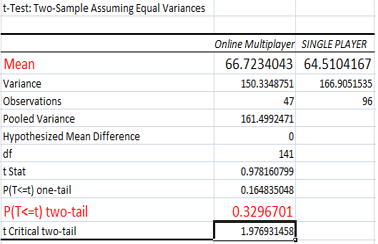 t-Test: Two-Sample Assuming Equal Variances
Online Multiplayer SINGLE PLAYER
Mean 66.7234043 64.5104167
Variance 150.3348751 166.9051535
Observations 47 96
Pooled Variance 161.4992471
Hypothesized Mean Difference 0
df 141
t Stat 0.978160799
P(T<=t) one-tail 0.164835048
P(T<=t) two-tail 0.3296701
t Critical two-tail 1.976931458